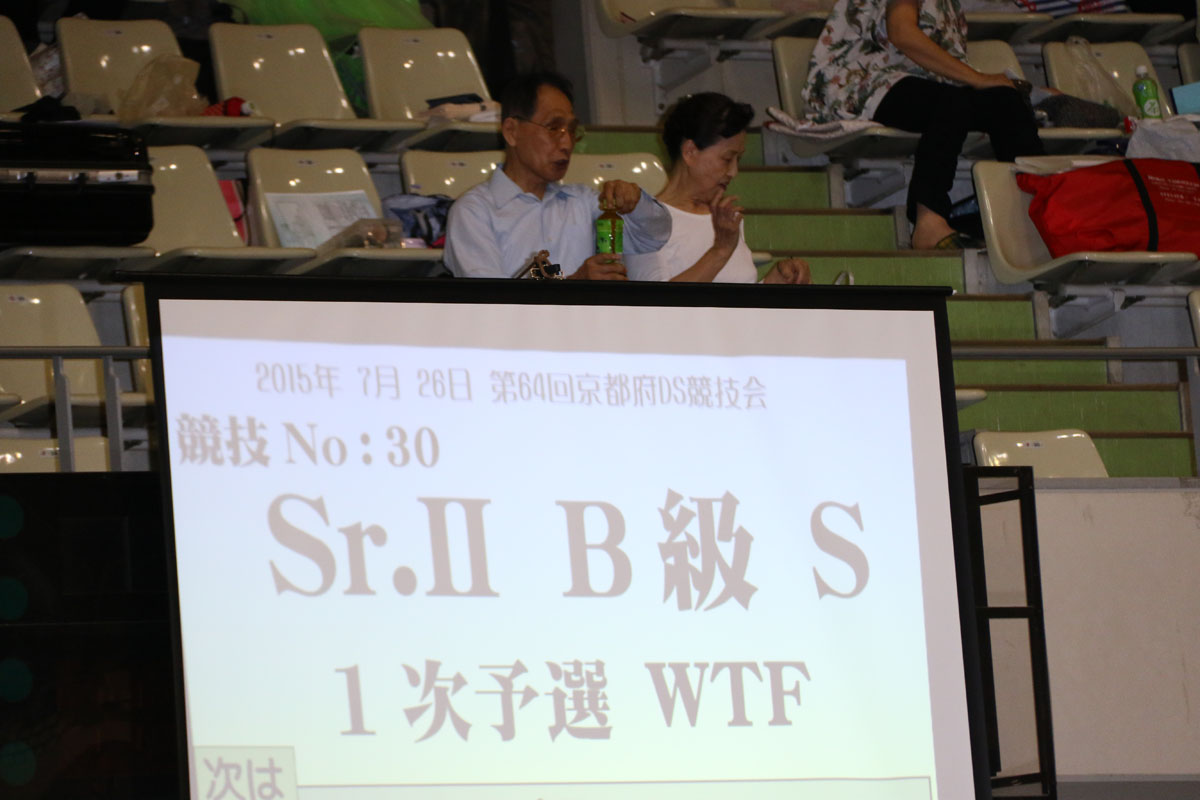 2015年 7月 26日 第64回京都府DS競技会
競技 No : 30
Sr.II B級 S
1次予選 WTF
次は